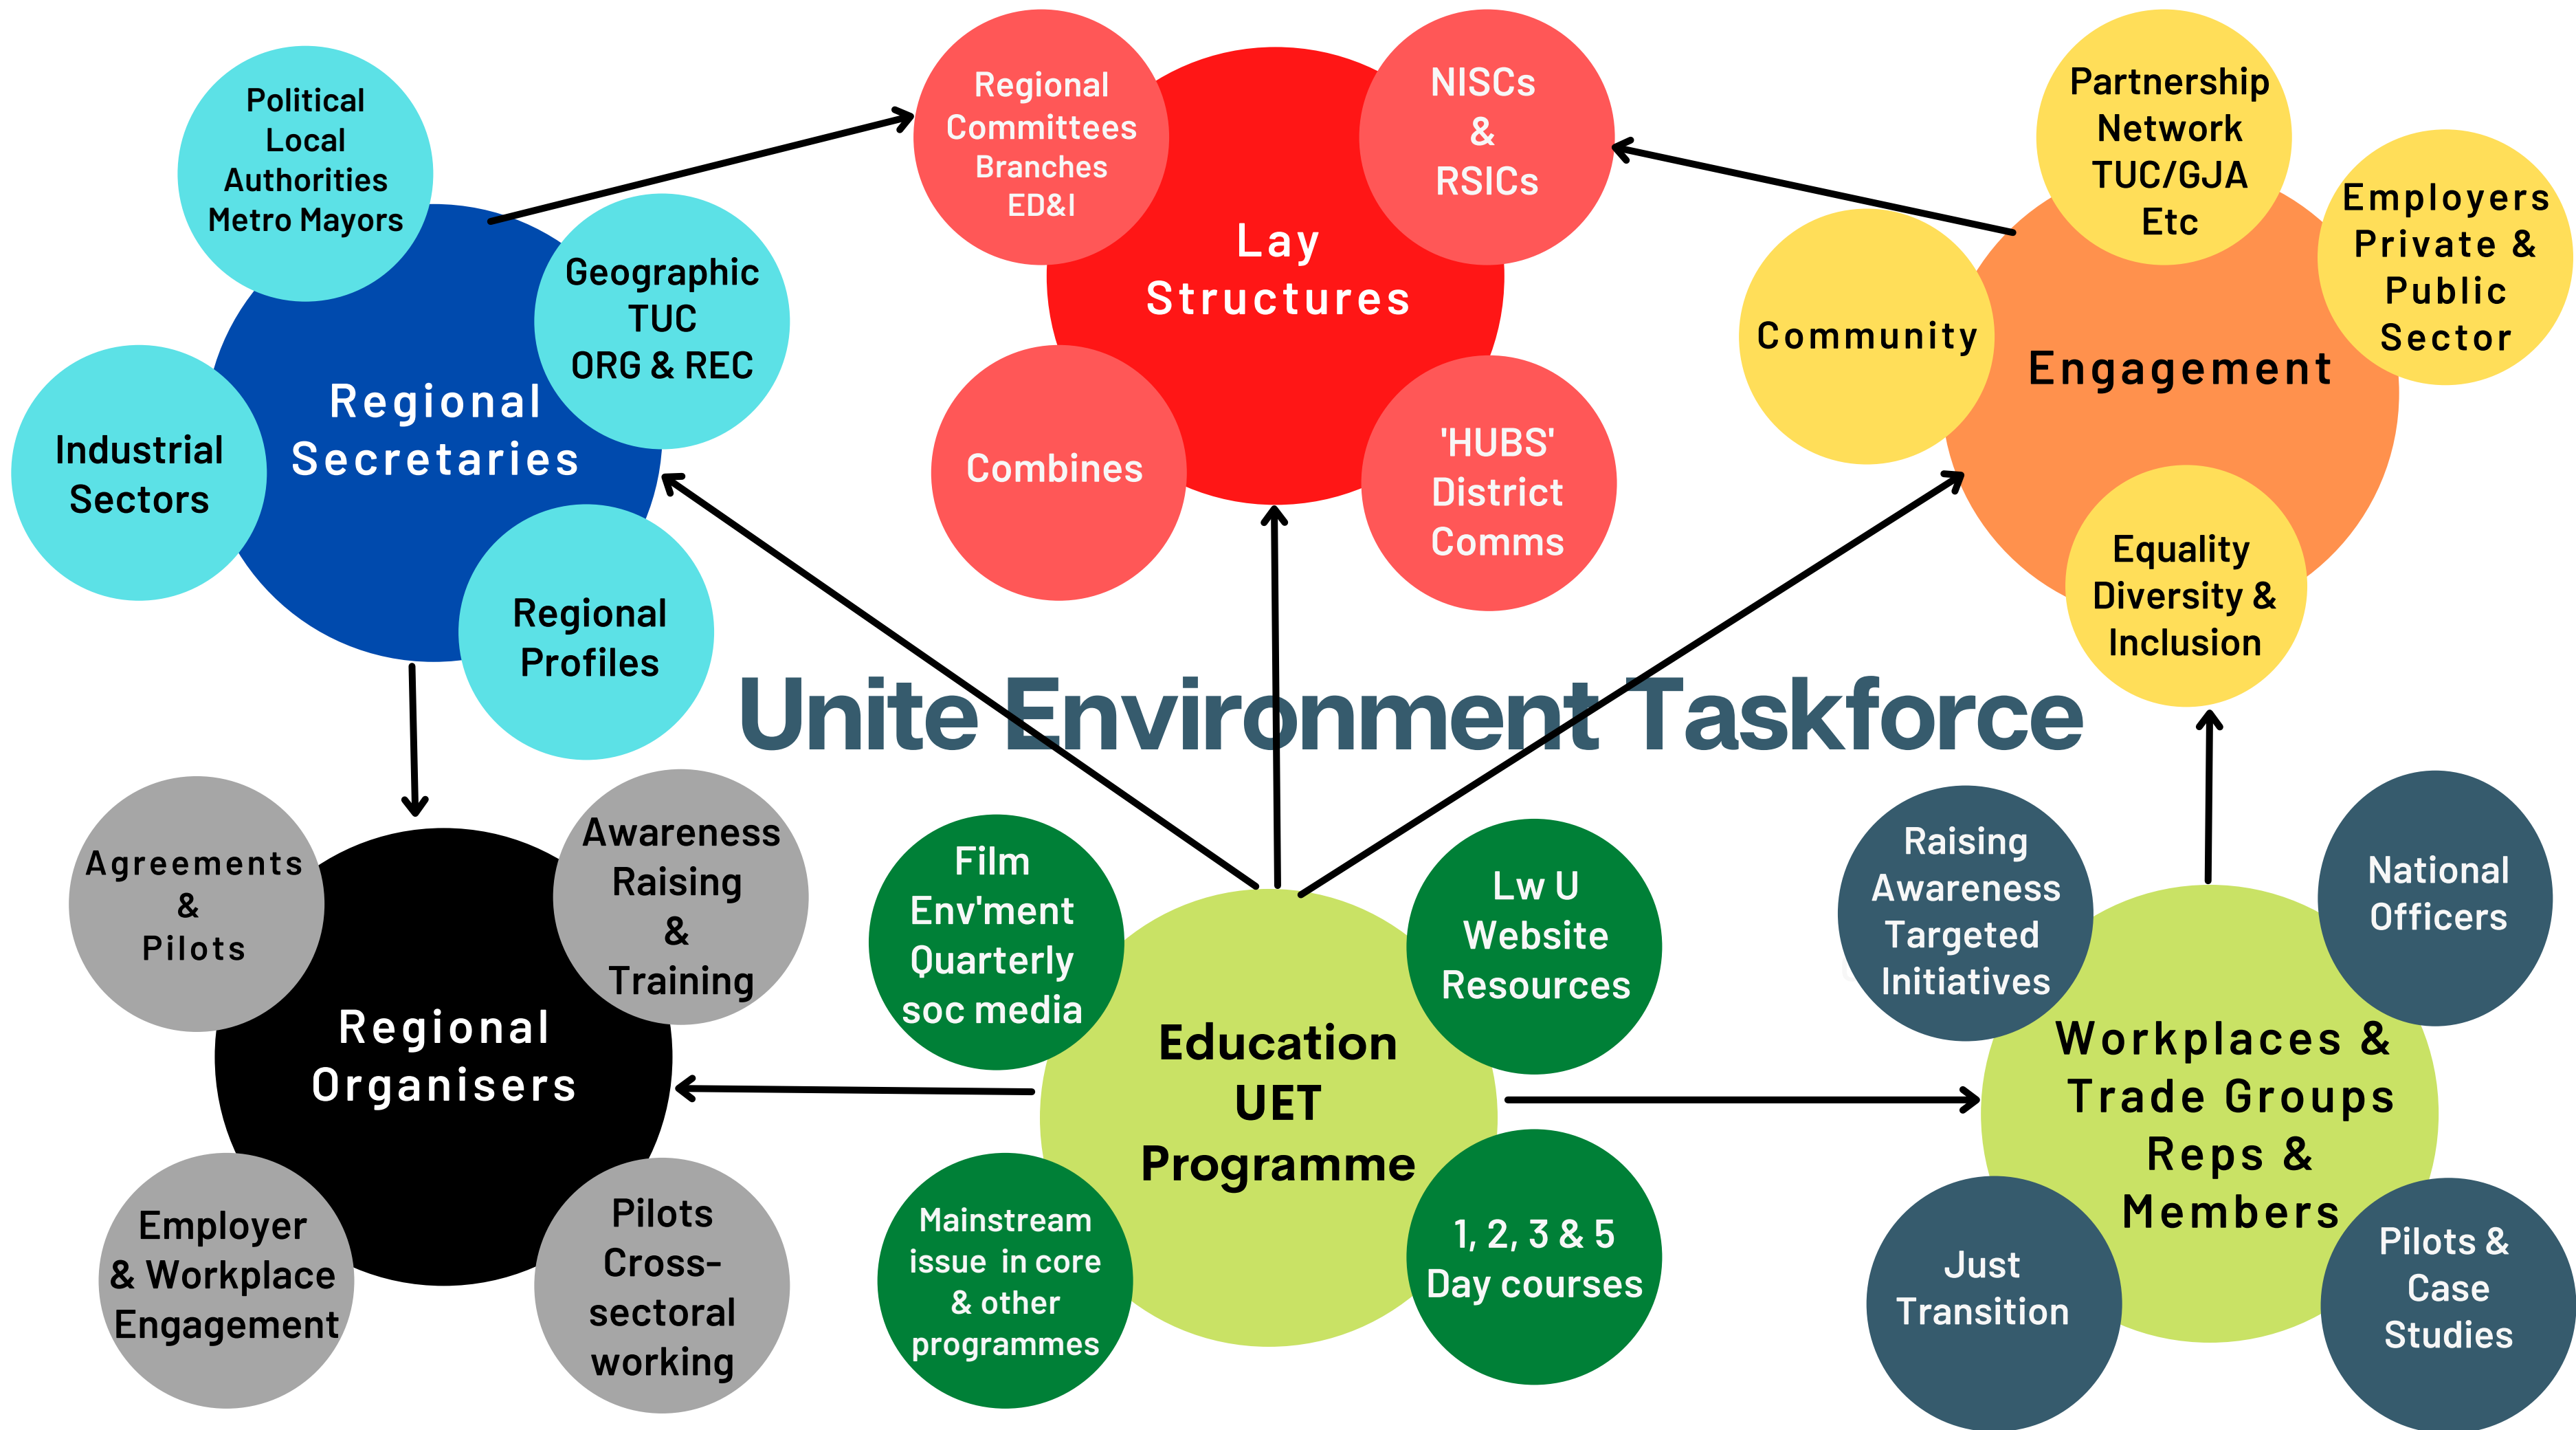 Political
Local
Authorities
Metro Mayors
Geographic
TUC
ORG & REC
Regional
Secretaries
Industrial
Sectors
Regional
Profiles
Regional
Committees
Branches
ED&I
NISCs
&
RSICs
Lay
Structures
Combines
'HUBS'
District
Comms
Partnership
Network
TUC/GJA
Etc
Employers
Private &
Public
Sector
Community
Engagement
Equality
Diversity &
Inclusion
Unite Environment Taskforce
Agreements
&
Pilots
Awareness
Raising
&
Training
Regional
Organisers
Employer
& Workplace
Engagement
Pilots
Cross-
sectoral
working
Film
Env'ment
Quarterly
soc media
Lw U
Website
Resources
Education
UET
Programme
Mainstream
issue in core
& other
programmes
1, 2, 3 & 5
Day courses
Raising
Awareness
Targeted
Initiatives
National
Officers
Workplaces &
Trade Groups
Reps &
Members
Just
Transition
Pilots &
Case
Studies